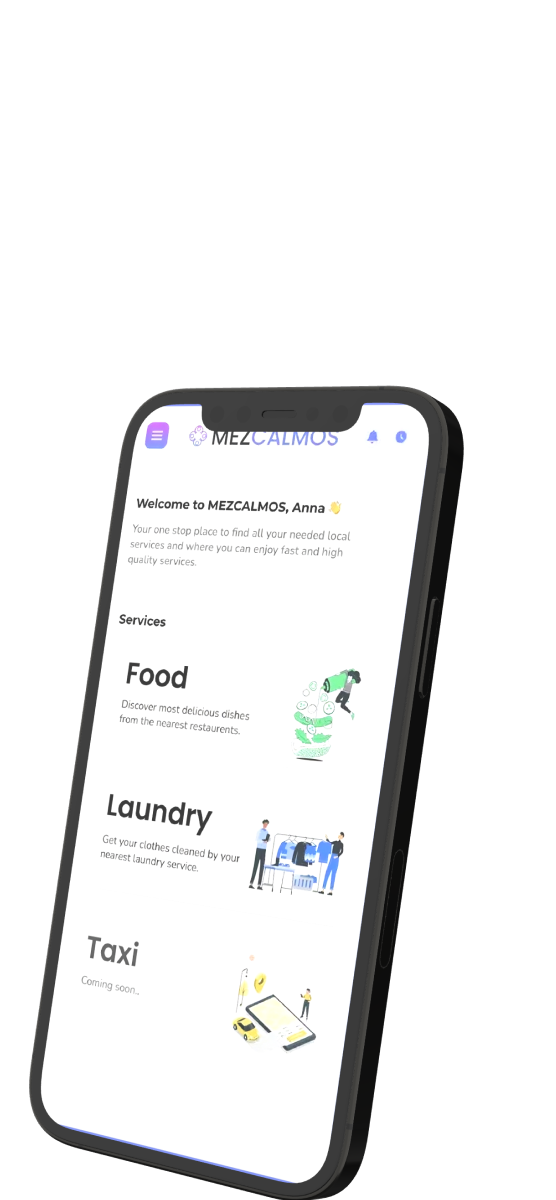 MEZCALMOS
Welcome to MEZCALMOS, Anna 👋
Your one stop place to find all your needed local
services and where you can enjoy fast and high
quality services.
Services
Food
Discover most delicious dishes
from the nearest restaurents.
Laundry
Get your clothes cleaned by your
nearest laundry service.
Taxi
Coming soon..